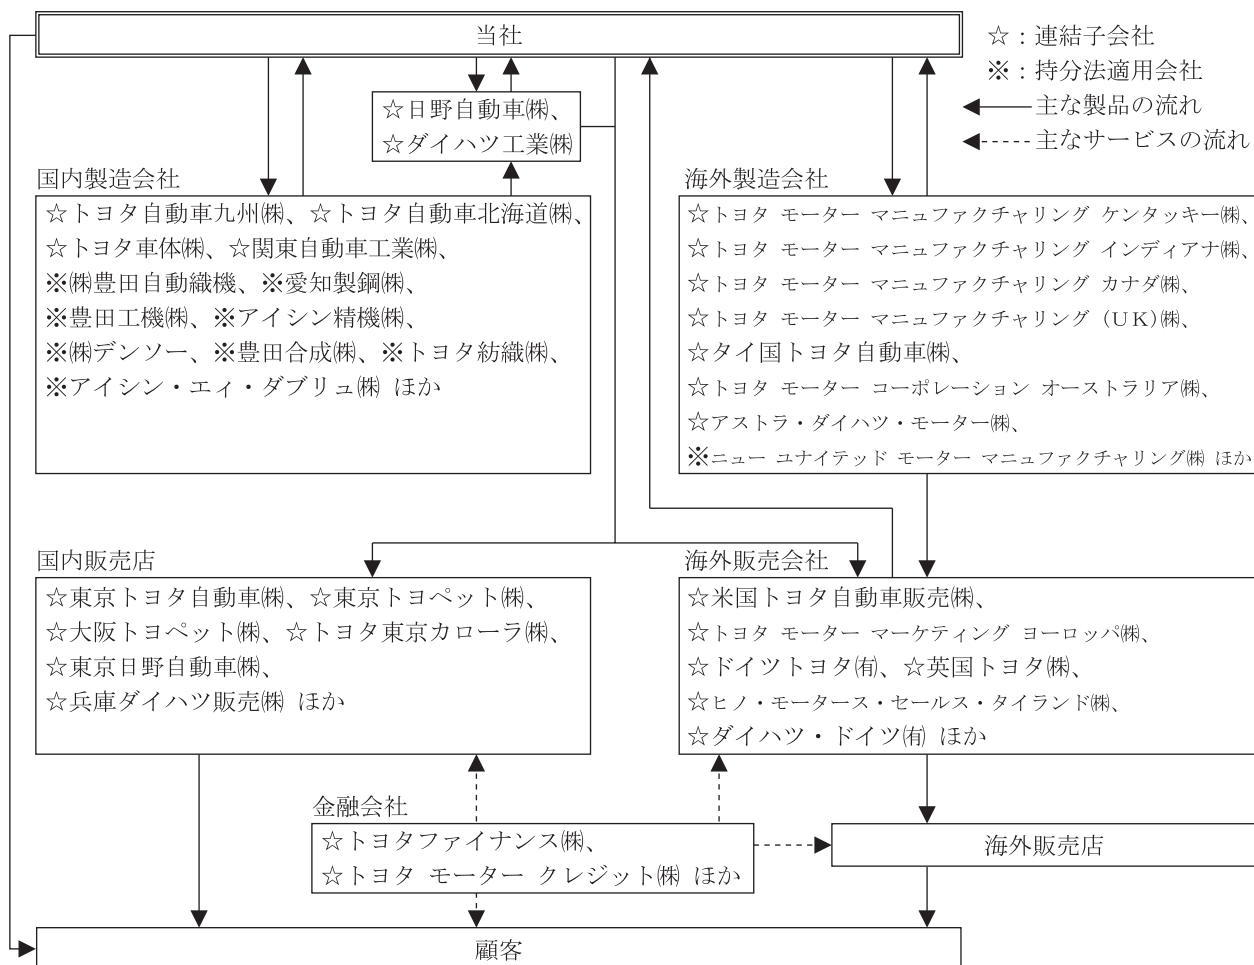 当社
☆：連結子会社
※：持分法適用会社
主な製品の流れ
主なサービスの流れ
☆日野自動車㈱、
☆ダイハツ工業㈱
国内製造会社
☆トヨタ自動車九州㈱、☆トヨタ自動車北海道㈱、
☆トヨタ車体㈱、☆関東自動車工業㈱、
※㈱豊田自動織機、※愛知製鋼㈱、
※豊田工機㈱、※アイシン精機㈱、
※㈱デンソー、※豊田合成㈱、※トヨタ紡織㈱、
※アイシン・エィ・ダブリュ㈱ ほか
海外製造会社
☆トヨタ モーター マニュファクチャリング ケンタッキー㈱、
☆トヨタ モーター マニュファクチャリング インディアナ㈱、
☆トヨタ モーター マニュファクチャリング カナダ㈱、
☆トヨタ モーター マニュファクチャリング（ＵＫ）㈱、
☆タイ国トヨタ自動車㈱、
☆トヨタ モーター コーポレーション オーストラリア㈱、
☆アストラ・ダイハツ・モーター㈱、
※ニュー ユナイテッド モーター マニュファクチャリング㈱ ほか
国内販売店
☆東京トヨタ自動車㈱、☆東京トヨペット㈱、
☆大阪トヨペット㈱、☆トヨタ東京カローラ㈱、
☆東京日野自動車㈱、
☆兵庫ダイハツ販売㈱ ほか
海外販売会社
☆米国トヨタ自動車販売㈱、
☆トヨタ モーター マーケティング ヨーロッパ㈱、
☆ドイツトヨタ㈲、☆英国トヨタ㈱、
☆ヒノ・モータース・セールス・タイランド㈱、
☆ダイハツ・ドイツ㈲ ほか
金融会社
☆トヨタファイナンス㈱、
☆トヨタ モーター クレジット㈱ ほか
海外販売店
顧客